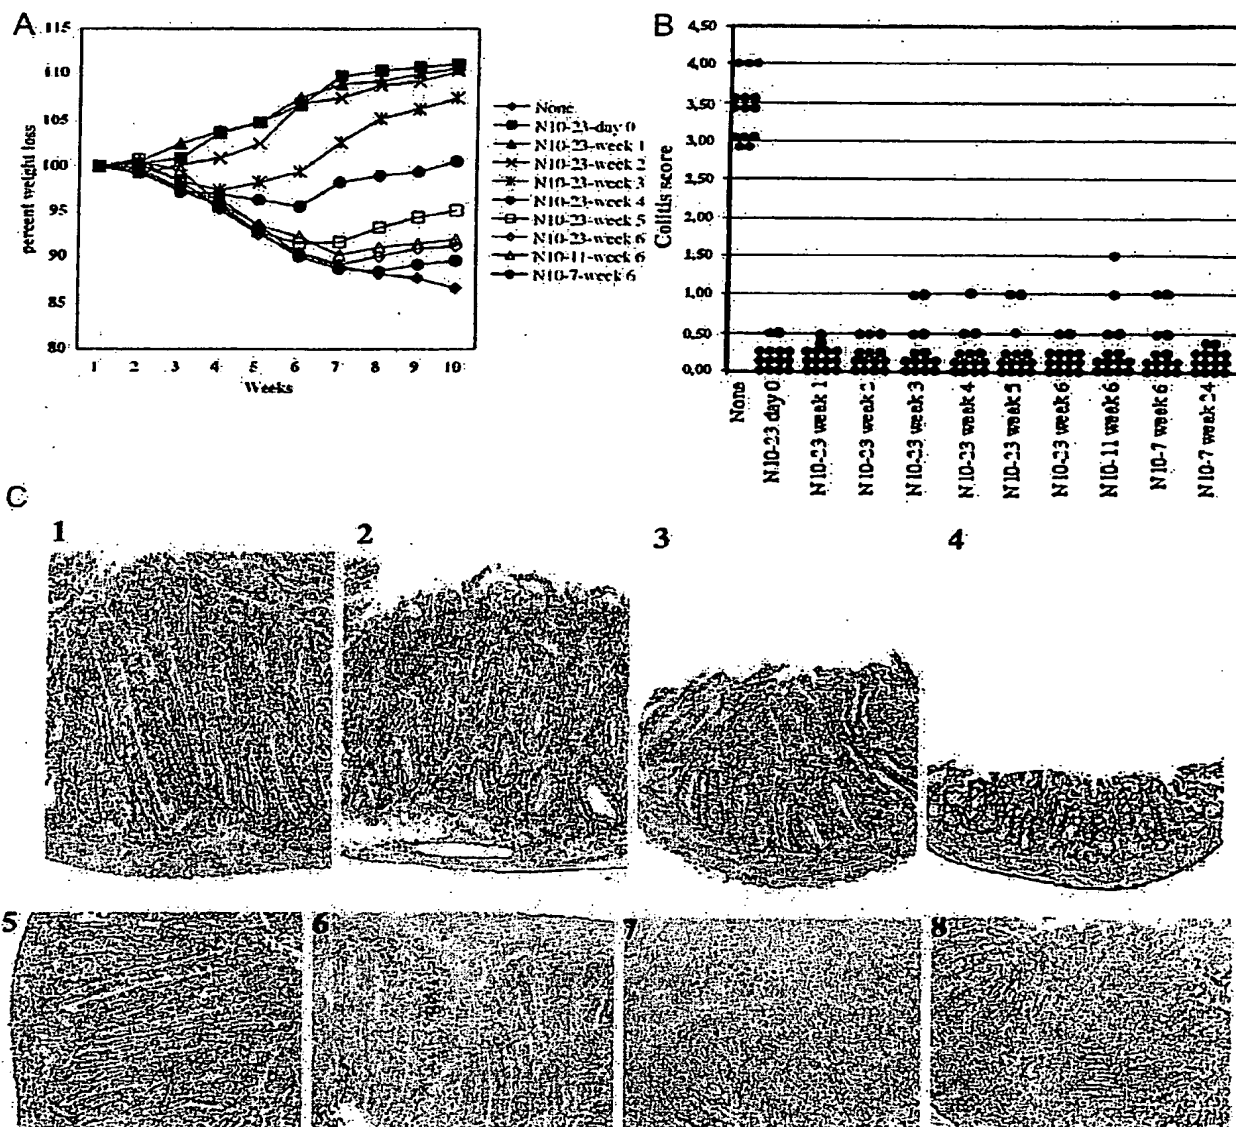 A
115
110
105
100
95
90
85
80
percent weight loss
1 2 3 4 5 6 7 8 9 10
Weeks
None
N10-23-day 0
N10-23-week 1
N10-23-week 2
N10-23-week 3
N10-23-week 4
N10-23-week 5
N10-23-week 6
N10-11-week 6
N10-7-week 6
B
4,50
4,00
3,50
3,00
2,50
2,00
1,50
1,00
0,50
0,00
Colitis score
None
N10-23 day 0
N10-23 week 1
N10-23 week 2
N10-23 week 3
N10-23 week 4
N10-23 week 5
N10-23 week 6
N10-11 week 6
N10-7 week 6
N10-7 week 24
C
1 2 3 4
5 6 7 8